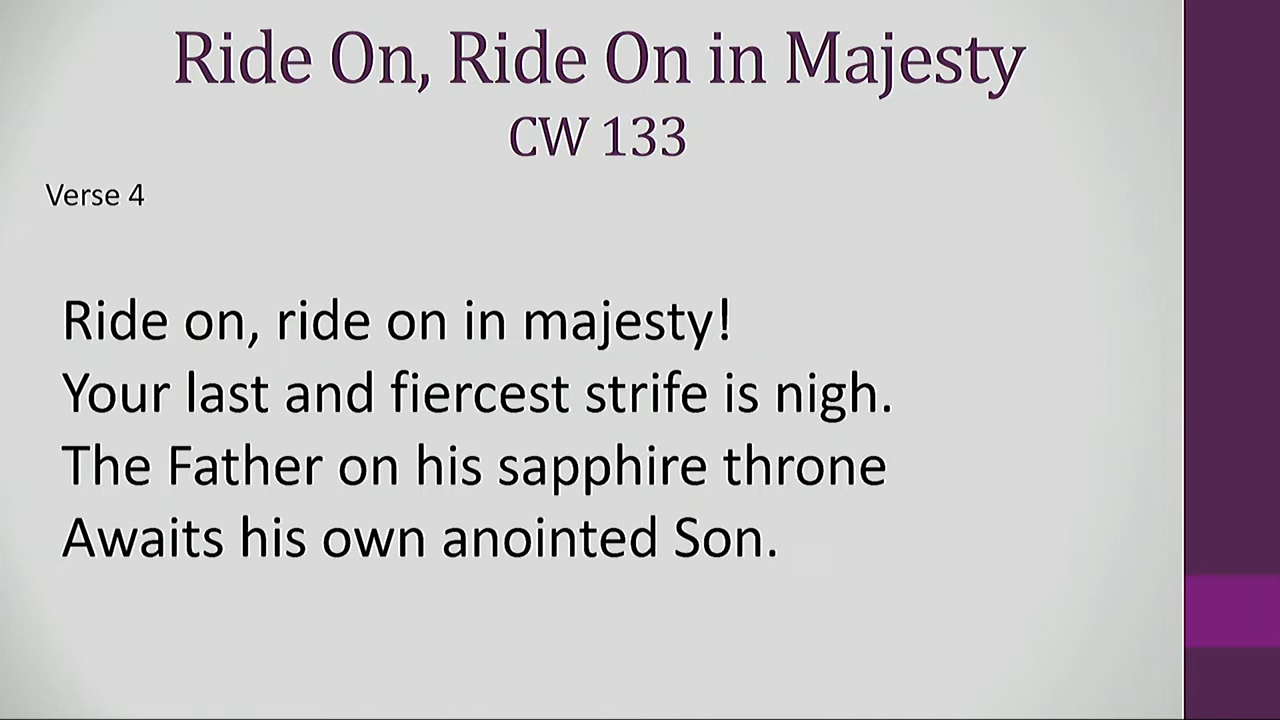 Ride On, Ride On in Majesty
CW 133
Verse 4
Ride on, ride on in majesty!
Your last and fiercest strife is nigh.
The Father on his sapphire throne
Awaits his own anointed Son.